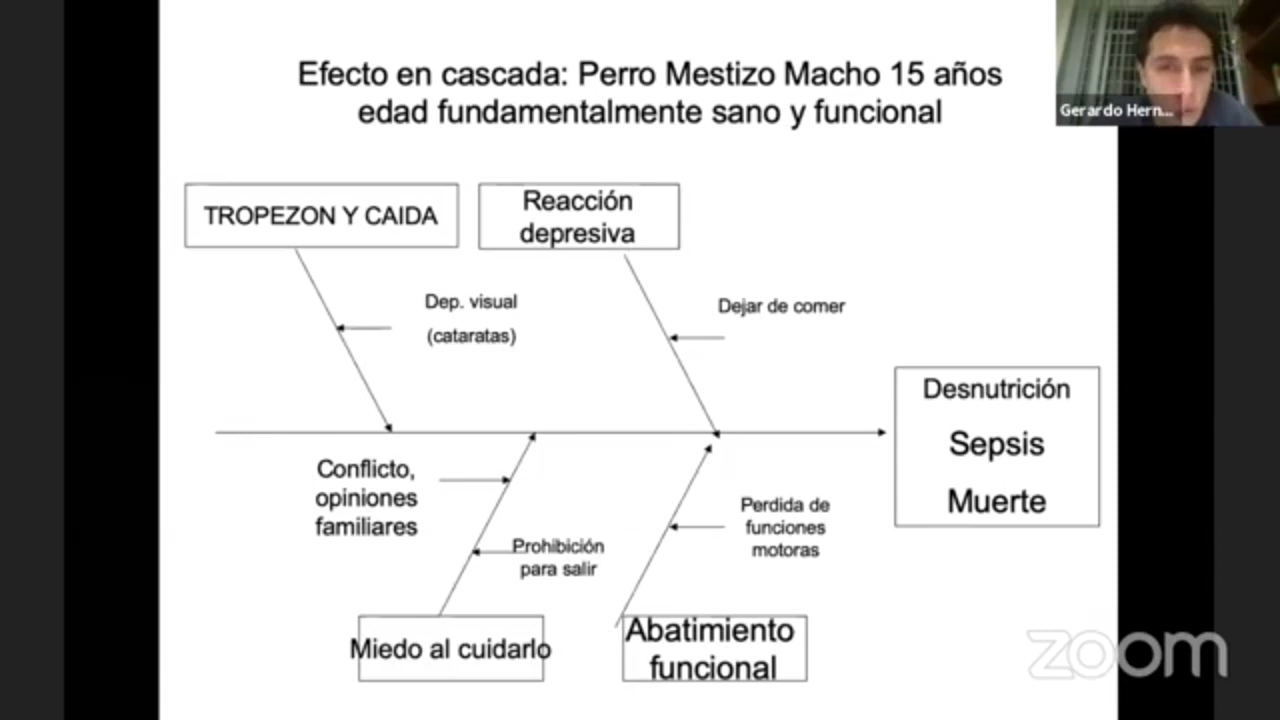 Efecto en cascada: Perro Mestizo Macho 15 años
edad fundamentalmente sano y funcional
Gerardo Hern...
TROPEZON Y CAIDA
Reacción
depresiva
Dep. visual
(cataratas)
Dejar de comer
Desnutrición
Sepsis
Muerte
Conflicto,
opiniones
familiares
Prohibición
para salir
Perdida de
funciones
motoras
Miedo al cuidarlo
Abatimiento
funcional
zoom